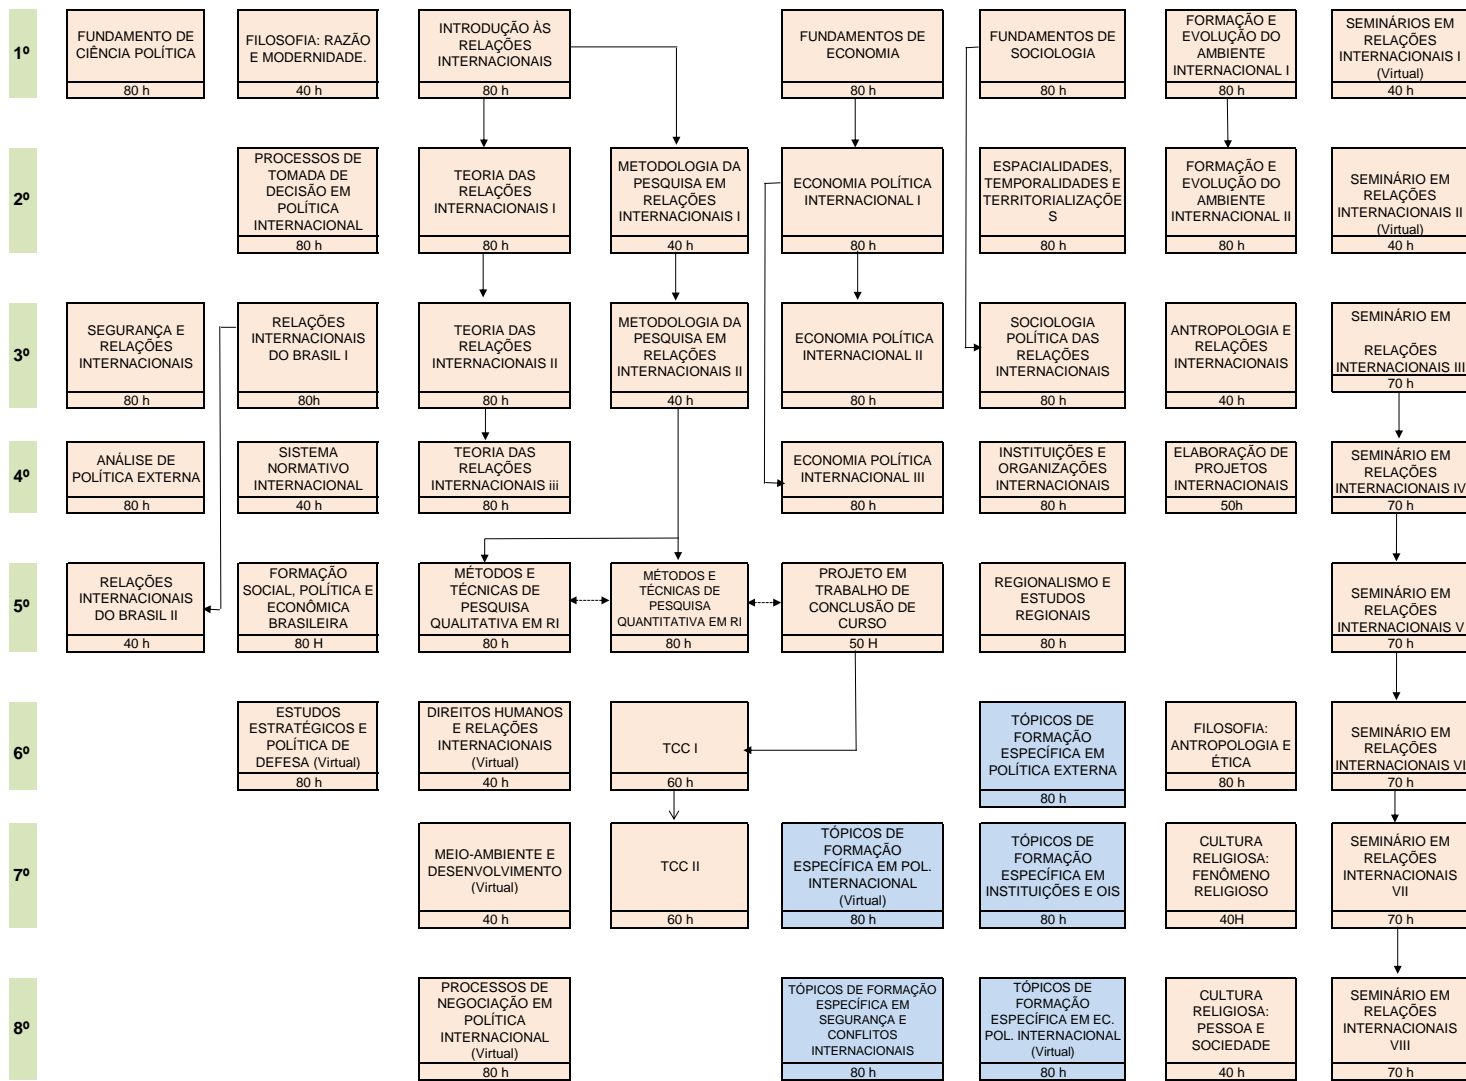 1º
FUNDAMENTO DE
CIÊNCIA POLÍTICA
80 h
FILOSOFIA: RAZÃO
E MODERNIDADE.
40 h
INTRODUÇÃO ÀS
RELAÇÕES
INTERNACIONAIS
80 h
FUNDAMENTOS DE
ECONOMIA
80 h
FUNDAMENTOS DE
SOCIOLOGIA
80 h
FORMAÇÃO E
EVOLUÇÃO DO
AMBIENTE
INTERNACIONAL I
80 h
SEMINÁRIOS EM
RELAÇÕES
INTERNACIONAIS I
(Virtual)
40 h
2º
PROCESSOS DE
TOMADA DE
DECISÃO EM
POLÍTICA
INTERNACIONAL
80 h
TEORIA DAS
RELAÇÕES
INTERNACIONAIS I
80 h
METODOLOGIA DA
PESQUISA EM
RELAÇÕES
INTERNACIONAIS I
40 h
ECONOMIA POLÍTICA
INTERNACIONAL I
80 h
ESPACIALIDADES,
TEMPORALIDADES E
TERRITORIALIZAÇÕE
S
80 h
FORMAÇÃO E
EVOLUÇÃO DO
AMBIENTE
INTERNACIONAL II
80 h
SEMINÁRIO EM
RELAÇÕES
INTERNACIONAIS II
(Virtual)
40 h
3º
SEGURANÇA E
RELAÇÕES
INTERNACIONAIS
80 h
RELAÇÕES
INTERNACIONAIS
DO BRASIL I
80h
TEORIA DAS
RELAÇÕES
INTERNACIONAIS II
80 h
METODOLOGIA DA
PESQUISA EM
RELAÇÕES
INTERNACIONAIS II
40 h
ECONOMIA POLÍTICA
INTERNACIONAL II
80 h
SOCIOLOGIA
POLÍTICA DAS
RELAÇÕES
INTERNACIONAIS
80 h
ANTROPOLOGIA E
RELAÇÕES
INTERNACIONAIS
40 h
SEMINÁRIO EM
RELAÇÕES
INTERNACIONAIS III
70 h
4º
ANÁLISE DE
POLÍTICA EXTERNA
80 h
SISTEMA
NORMATIVO
INTERNACIONAL
40 h
TEORIA DAS
RELAÇÕES
INTERNACIONAIS iii
80 h
ECONOMIA POLÍTICA
INTERNACIONAL III
80 h
INSTITUIÇÕES E
ORGANIZAÇÕES
INTERNACIONAIS
80 h
ELABORAÇÃO DE
PROJETOS
INTERNACIONAIS
50h
SEMINÁRIO EM
RELAÇÕES
INTERNACIONAIS IV
70 h
5º
RELAÇÕES
INTERNACIONAIS
DO BRASIL II
40 h
FORMAÇÃO
SOCIAL, POLÍTICA E
ECONÔMICA
BRASILEIRA
80 H
MÉTODOS E
TÉCNICAS DE
PESQUISA
QUALITATIVA EM RI
80 h
MÉTODOS E
TÉCNICAS DE
PESQUISA
QUANTITATIVA EM RI
80 h
PROJETO EM
TRABALHO DE
CONCLUSÃO DE
CURSO
50 H
REGIONALISMO E
ESTUDOS
REGIONAIS
80 h
SEMINÁRIO EM
RELAÇÕES
INTERNACIONAIS V
70 h
6º
ESTUDOS
ESTRATÉGICOS E
POLÍTICA DE
DEFESA (Virtual)
80 h
DIREITOS HUMANOS
E RELAÇÕES
INTERNACIONAIS
(Virtual)
40 h
TCC I
60 h
TÓPICOS DE
FORMAÇÃO
ESPECÍFICA EM
POLÍTICA EXTERNA
80 h
FILOSOFIA:
ANTROPOLOGIA E
ÉTICA
80 h
SEMINÁRIO EM
RELAÇÕES
INTERNACIONAIS VI
70 h
7º
MEIO-AMBIENTE E
DESENVOLVIMENTO
(Virtual)
40 h
TCC II
60 h
TÓPICOS DE
FORMAÇÃO
ESPECÍFICA EM POL.
INTERNACIONAL
(Virtual)
80 h
TÓPICOS DE
FORMAÇÃO
ESPECÍFICA EM
INSTITUIÇÕES E OIS
80 h
CULTURA
RELIGIOSA:
FENÔMENO
RELIGIOSO
40H
SEMINÁRIO EM
RELAÇÕES
INTERNACIONAIS
VII
70 h
8º
PROCESSOS DE
NEGOCIAÇÃO EM
POLÍTICA
INTERNACIONAL
(Virtual)
80 h
TÓPICOS DE FORMAÇÃO
ESPECÍFICA EM
SEGURANÇA E
CONFLITOS
INTERNACIONAIS
80 h
TÓPICOS DE
FORMAÇÃO
ESPECÍFICA EM EC.
POL. INTERNACIONAL
(Virtual)
80 h
CULTURA
RELIGIOSA:
PESSOA E
SOCIEDADE
40 h
SEMINÁRIO EM
RELAÇÕES
INTERNACIONAIS
VIII
70 h